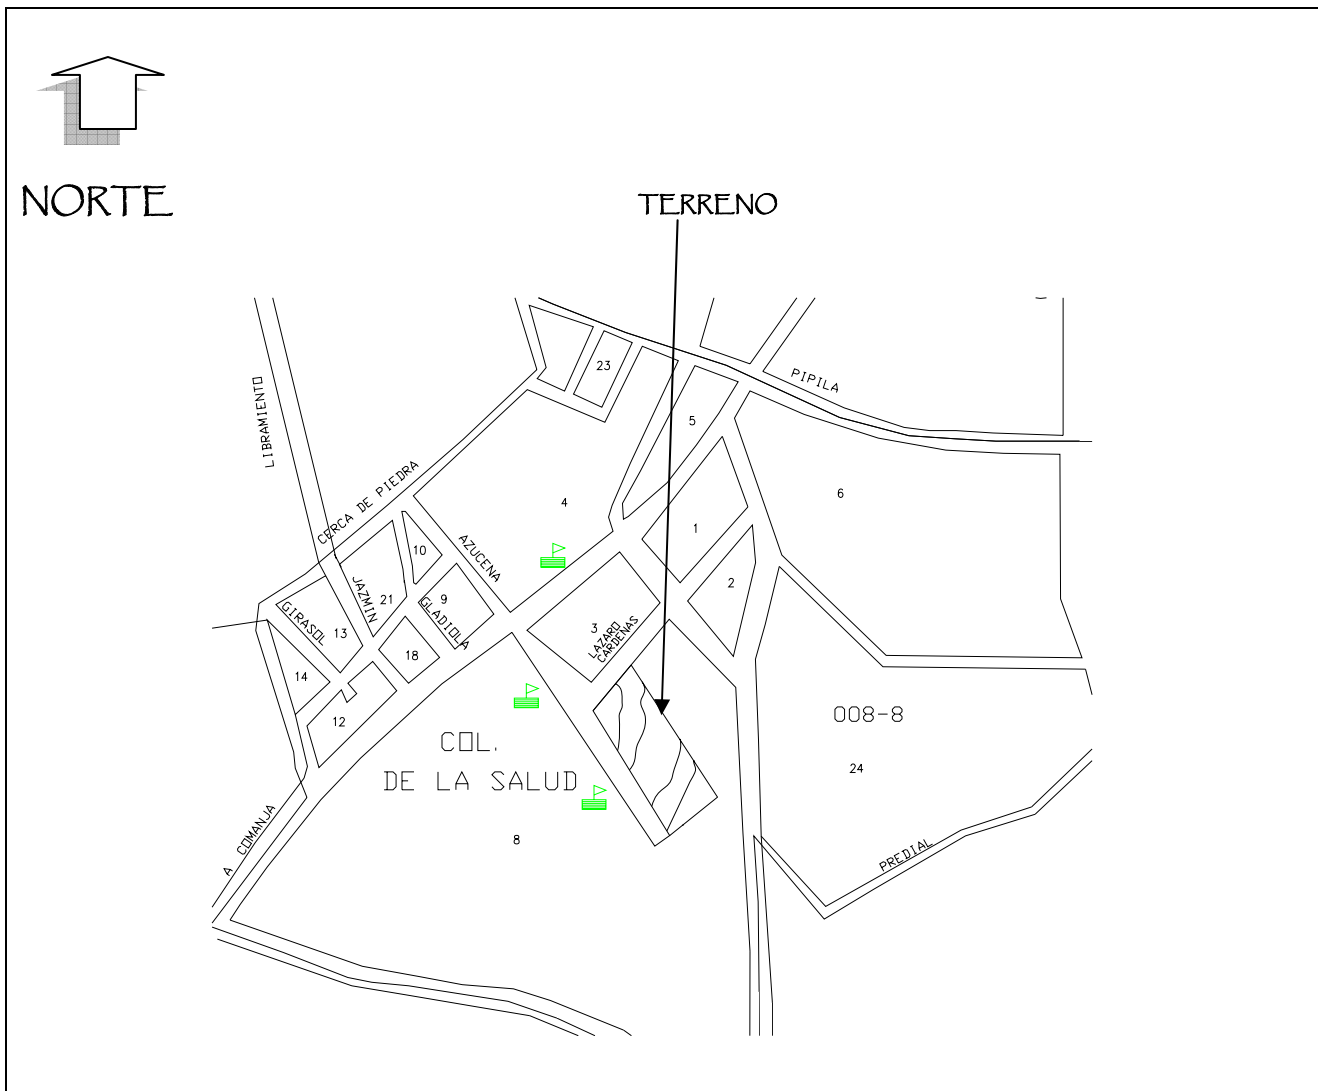 NORTE
TERRENO
LIBRAMIENTO
23
PIPILA
5
CERCA DE PIEDRA
4
6
AZUCENA
1
10
JAZMIN
21
9
GLADIOLA
2
GIRASOL
13
3
LAZARO
CARDENAS
18
14
12
008-8
COL.
DE LA SALUD
24
8
A COMANJA
PREDIAL